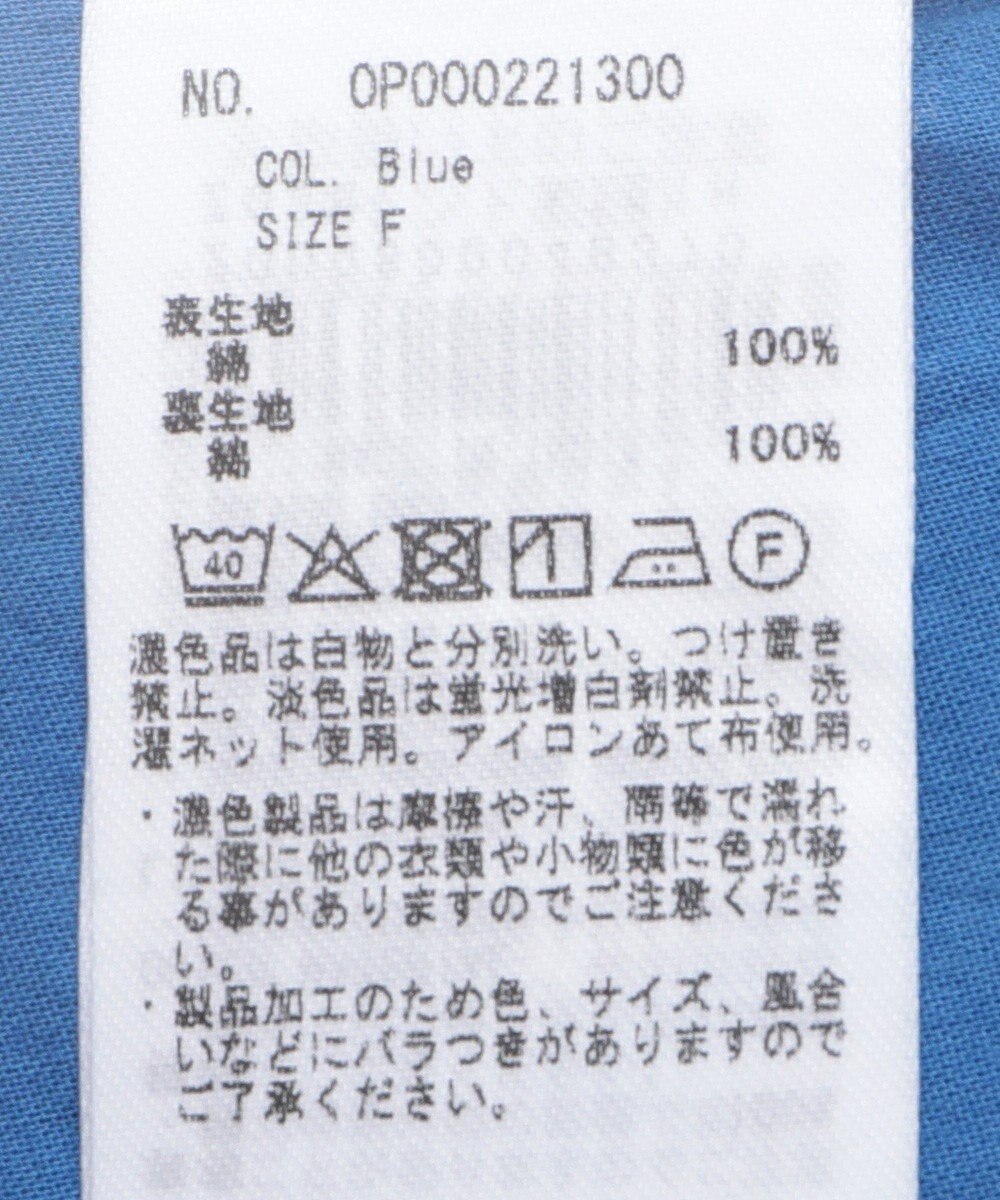 NO. OP000221300
COL. Blue
SIZE F
表生地
綿 100%
裏生地
綿 100%
40 F
濃色品は白物と分別洗い。つけ置き
禁止。淡色品は蛍光増白剤禁止。洗
濯ネット使用。アイロンあて布使用。
・濃色製品は摩擦や汗、雨等で濡れ
た際に他の衣類や小物類に色が移
る事がありますのでご注意くださ
い。
・製品加工のため色、サイズ、風合
いなどにバラつきがありますので
ご了承ください。